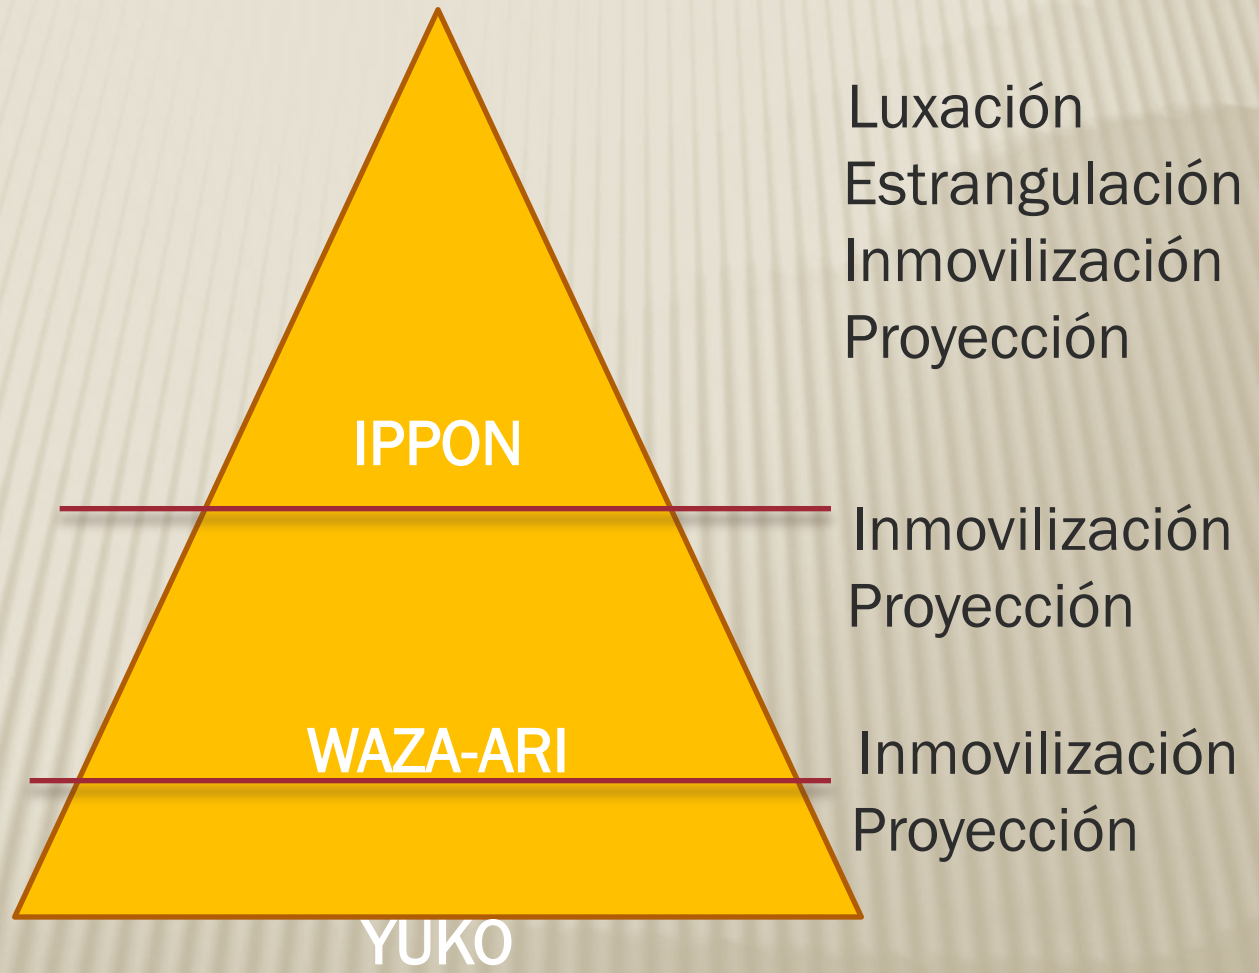 Luxación
Estrangulación
Inmovilización
Proyección
IPPON
Inmovilización
Proyección
WAZA-ARI
Inmovilización
Proyección
YUKO